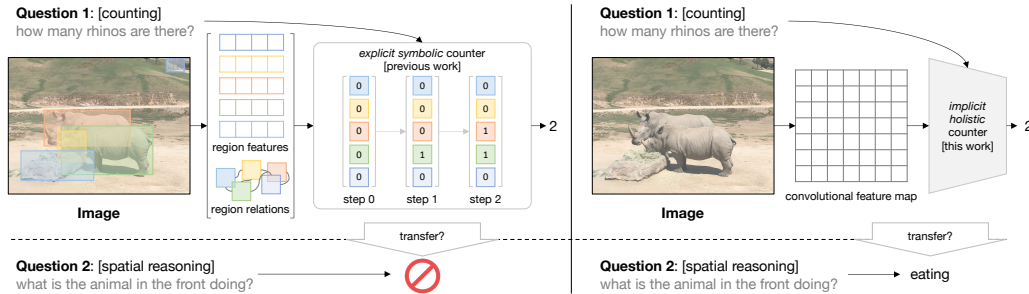 Question 1: [counting]
how many rhinos are there?
explicit symbolic counter
[previous work]
0 0 0
0 0 0
0 0 1
0 1 1
0 0 0
step 0 step 1 step 2
2
region features
region relations
Image
transfer?
Question 2: [spatial reasoning]
what is the animal in the front doing?
Question 1: [counting]
how many rhinos are there?
implicit
holistic
counter
[this work]
2
convolutional feature map
Image
transfer?
Question 2: [spatial reasoning]
what is the animal in the front doing?
eating